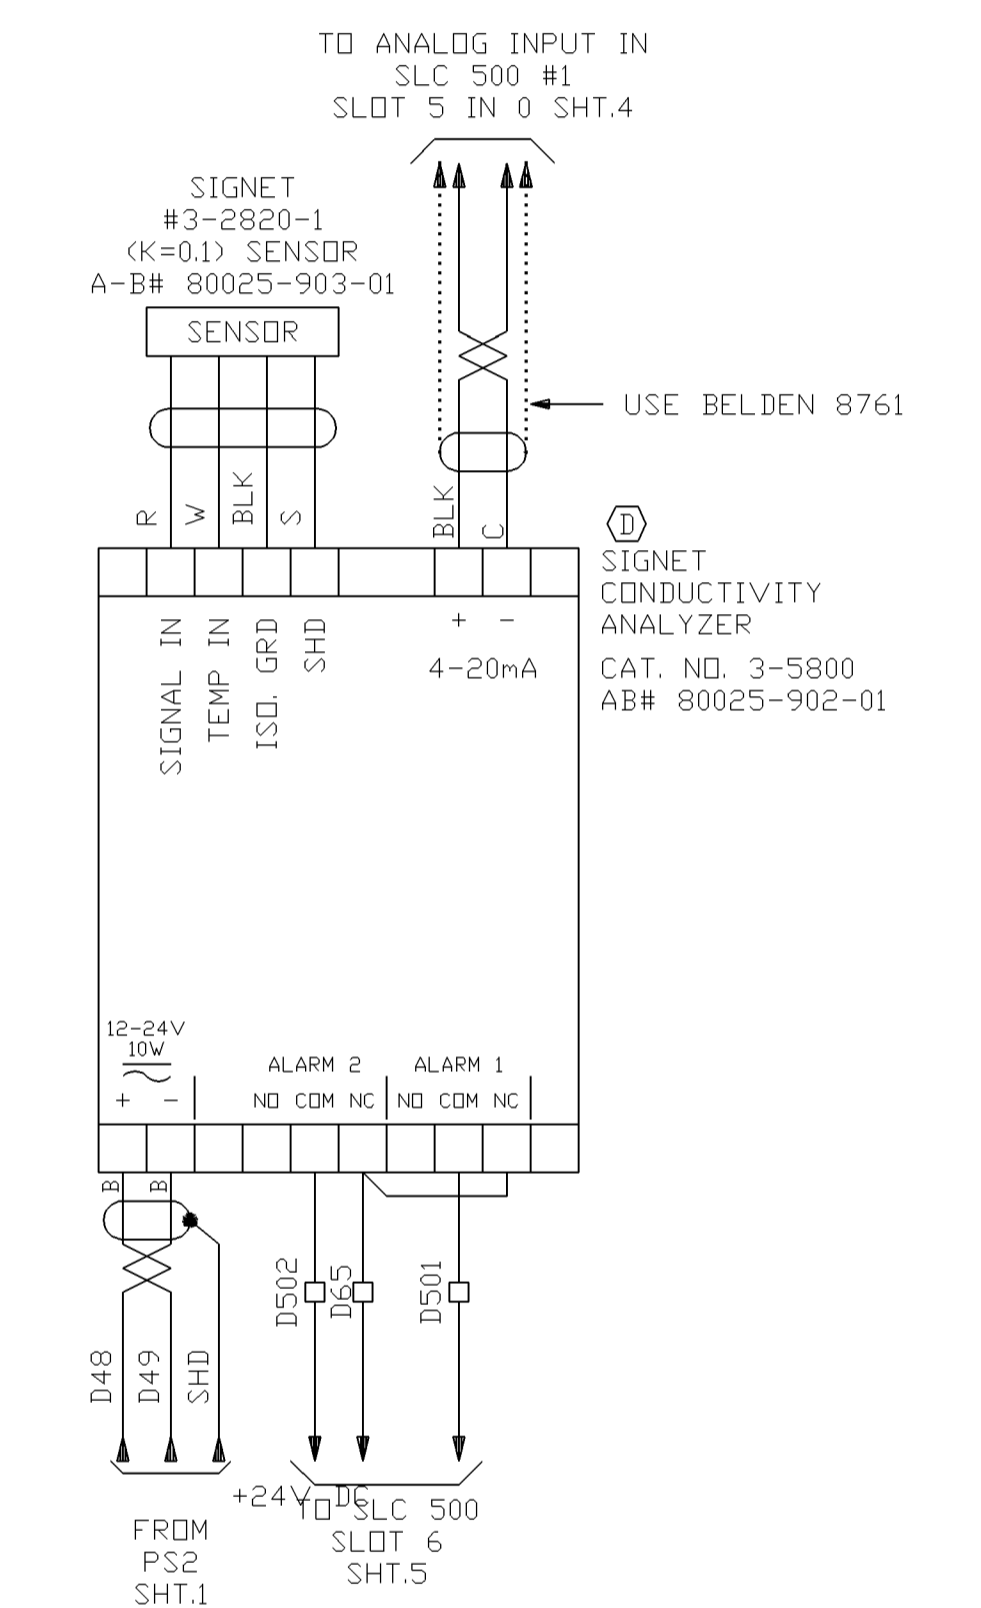 TO ANALOG INPUT IN
SLC 500 #1
SLOT 5 IN 0 SHT.4
SIGNET
#3-2820-1
(K=0.1) SENSOR
A-B# 80025-903-01
SENSOR
USE BELDEN 8761
R
W
BLK
S
BLK
C
D
SIGNET
CONDUCTIVITY
ANALYZER
CAT. NO. 3-5800
AB# 80025-902-01
SIGNAL IN
TEMP IN
ISO. GRD
SHD
+ -
4-20mA
12-24V
10W
+ -
ALARM 2
NO COM NC
ALARM 1
NO COM NC
B
B
D502
D65
D501
D48
D49
SHD
+24V DC
TO SLC 500
SLOT 6
SHT.5
FROM
PS2
SHT.1